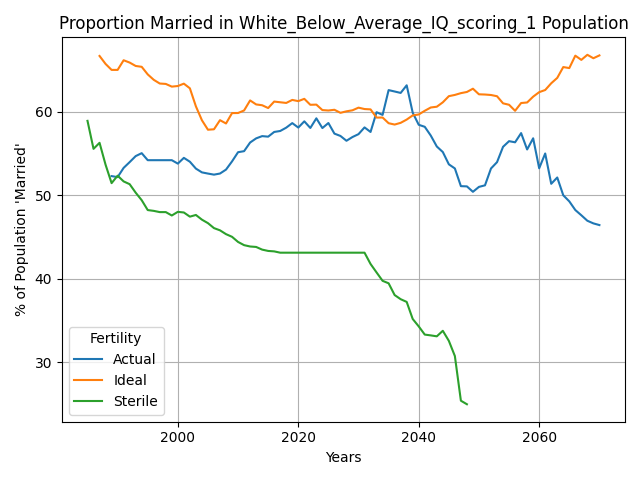 Proportion Married in White_Below_Average_IQ_scoring_1 Population
% of Population 'Married'
60
50
40
30
Fertility
Actual
Ideal
Sterile
2000 2020 2040 2060
Years